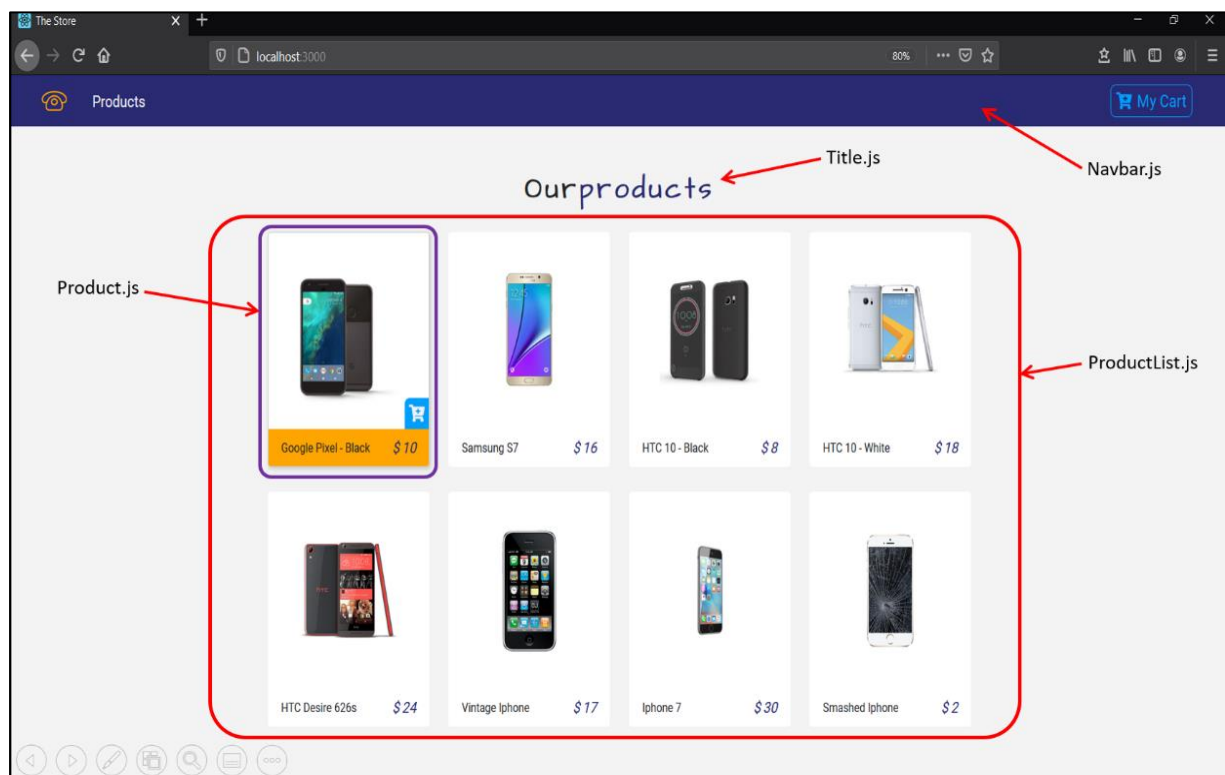 The Store X +
localhost:3000 80%
Products My Cart
Title.js
Navbar.js
Ourproducts
Product.js
ProductList.js
Google Pixel - Black $ 10
Samsung S7 $ 16
HTC 10 - Black $ 8
HTC 10 - White $ 18
HTC Desire 626s $ 24
Vintage Iphone $ 17
Iphone 7 $ 30
Smashed Iphone $ 2